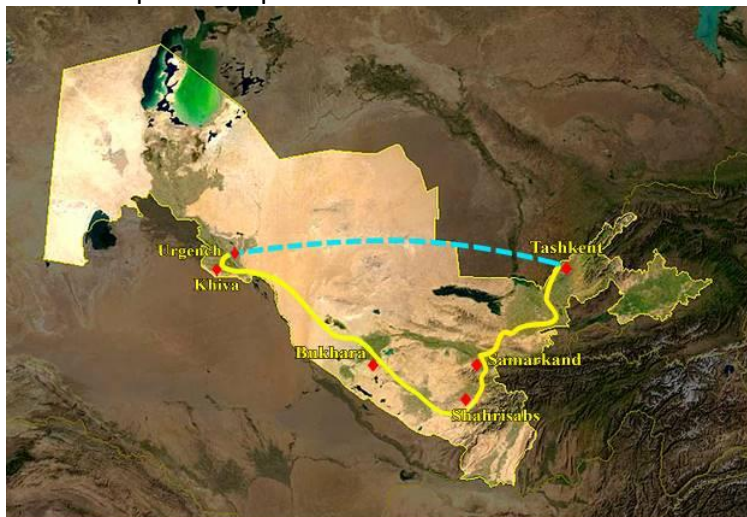 Tashkent
Urgench
Khiva
Bukhara
Samarkand
Shahrisabs